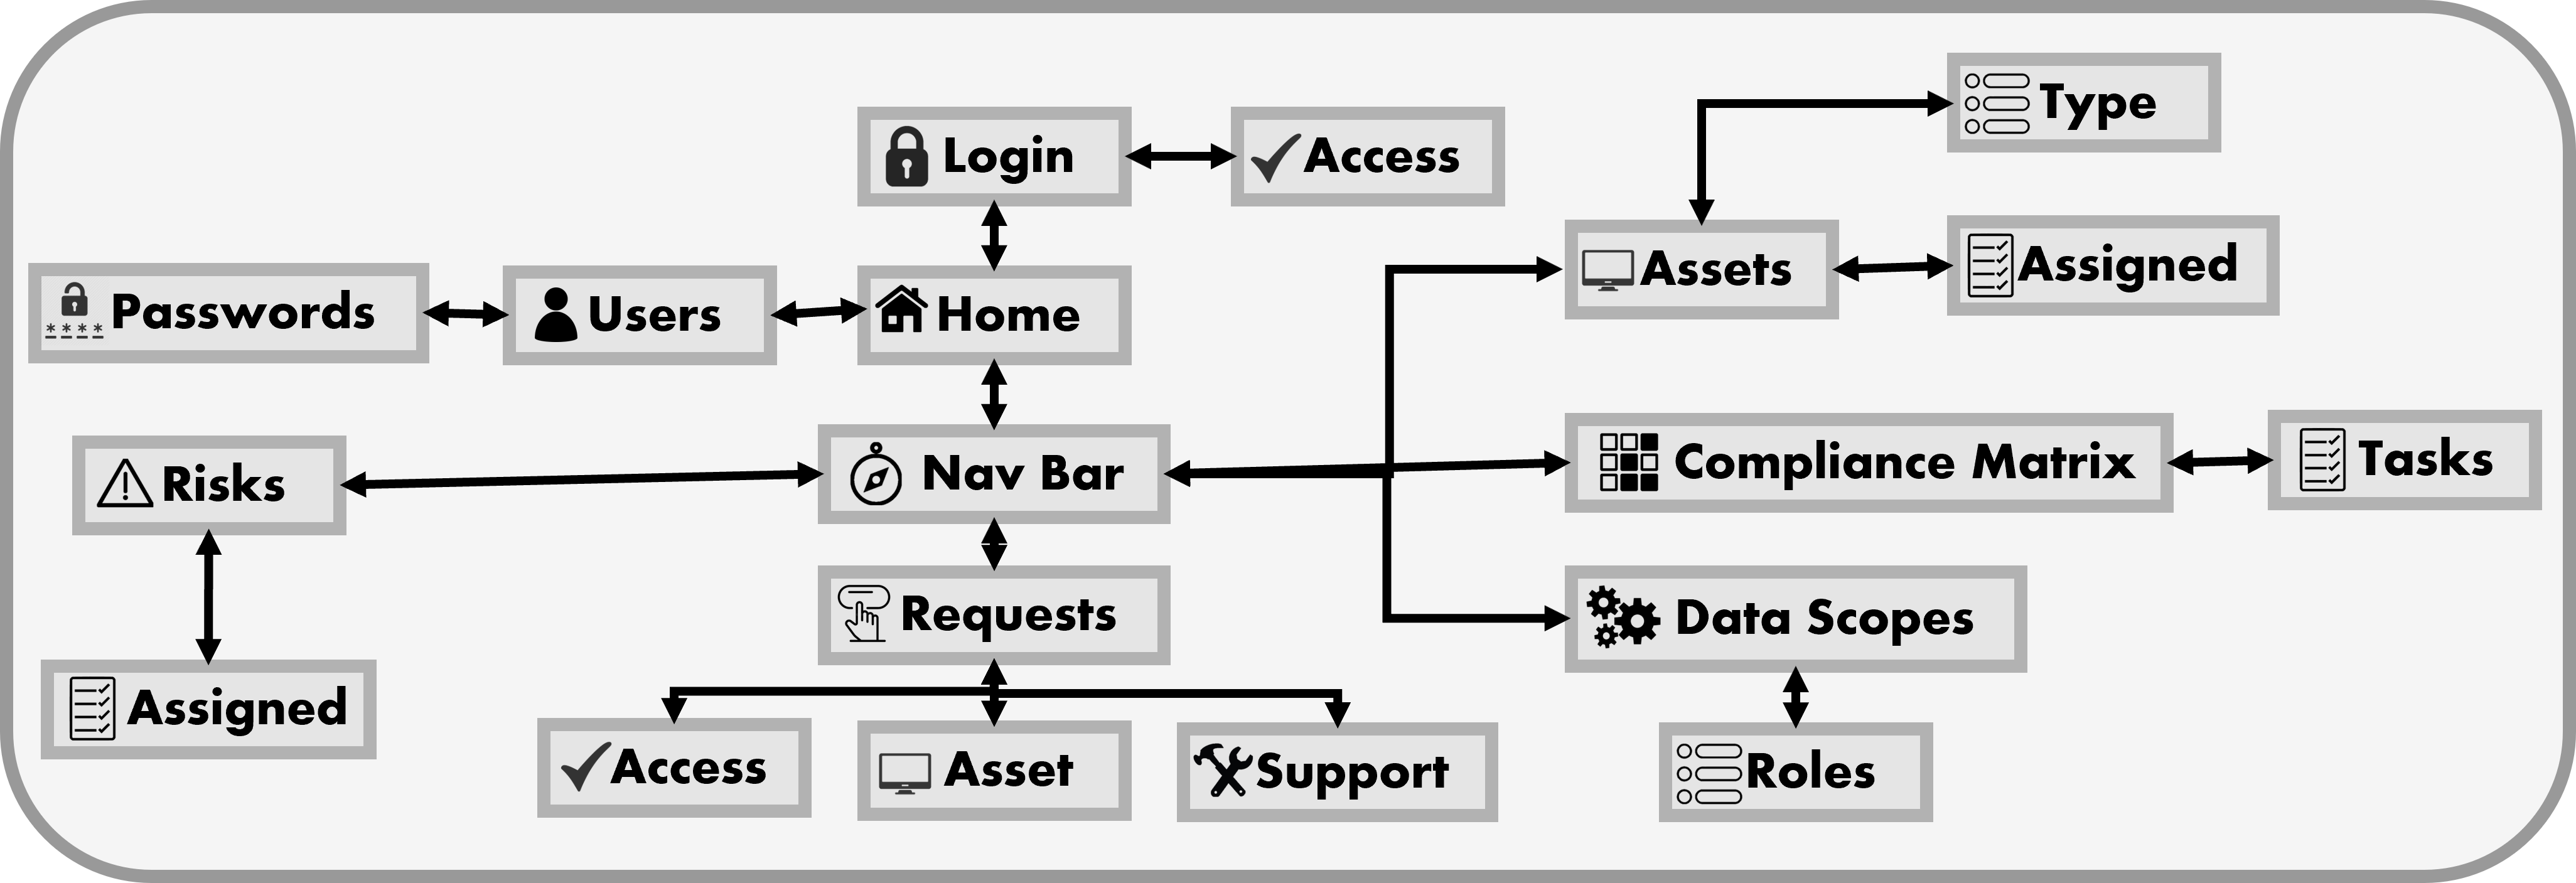 Type
Login
Access
Assets
Assigned
Passwords
* * * *
Users
Home
Risks
Nav Bar
Compliance Matrix
Tasks
Requests
Data Scopes
Assigned
Access
Asset
Support
Roles